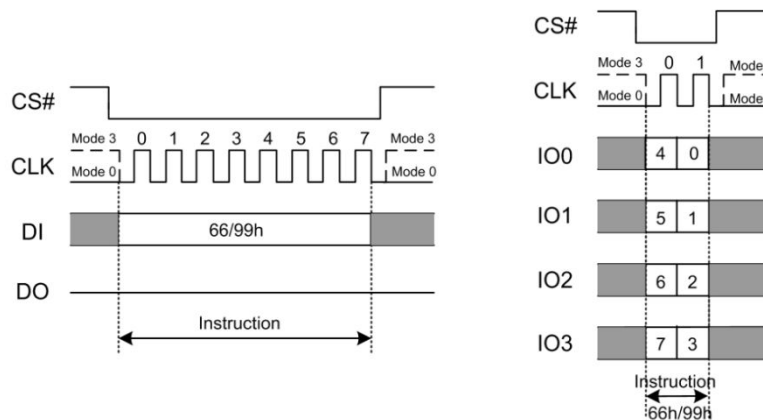 CS#
Mode 3 0 1 2 3 4 5 6 7 Mode 3
CLK
Mode 0 Mode 0
DI 66/99h
DO
Instruction
CS#
Mode 3 0 1 Mode
CLK
Mode 0 Mode
IO0 4 0
IO1 5 1
IO2 6 2
IO3 7 3
Instruction
66h/99h